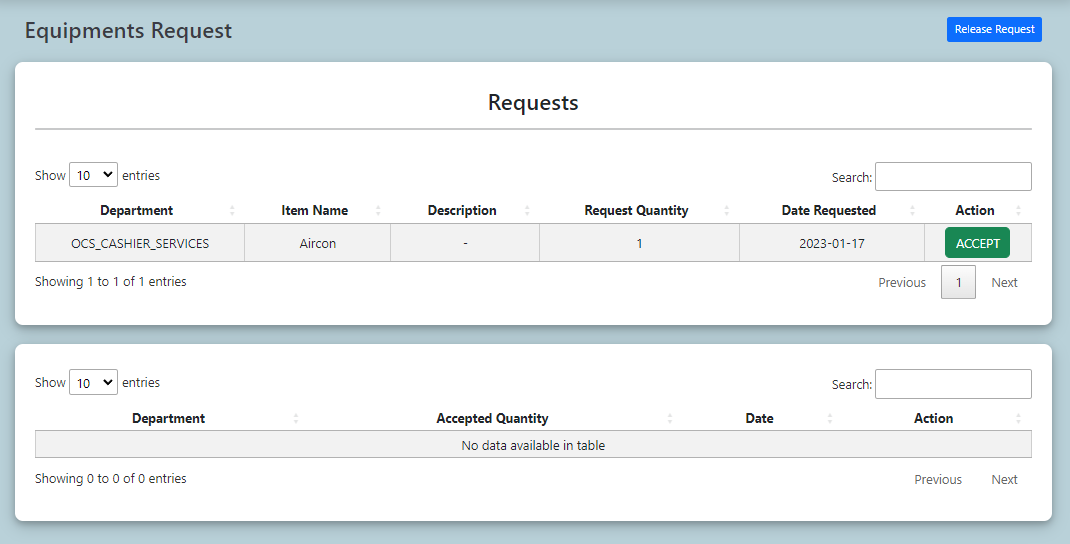 Equipments Request
Release Request
Requests
Show 10 entries
Search:
Department Item Name Description Request Quantity Date Requested Action
OCS_CASHIER_SERVICES Aircon - 1 2023-01-17 ACCEPT
Showing 1 to 1 of 1 entries
Previous 1 Next
Show 10 entries
Search:
Department Accepted Quantity Date Action
No data available in table
Showing 0 to 0 of 0 entries
Previous Next